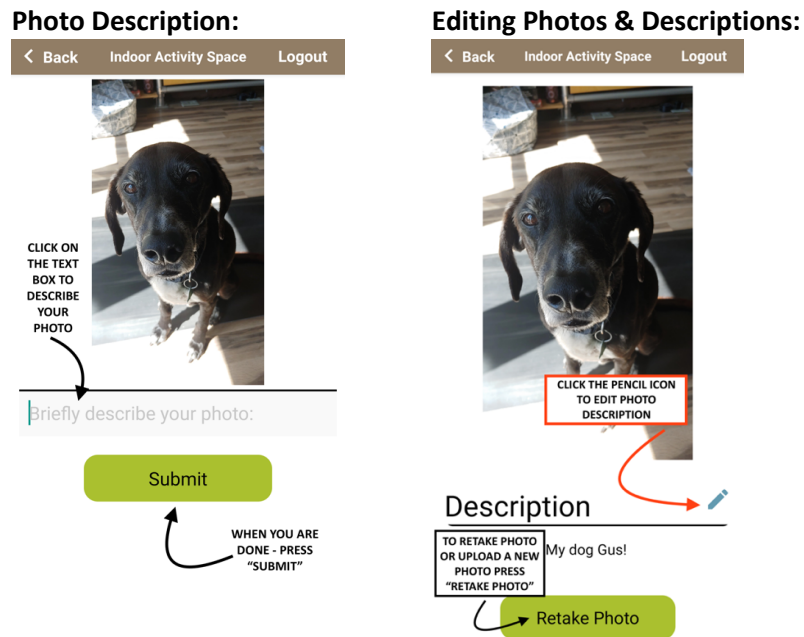 Photo Description:
Back Indoor Activity Space Logout
CLICK ON
THE TEXT
BOX TO
DESCRIBE
YOUR
PHOTO
Briefly describe your photo:
Submit
WHEN YOU ARE
DONE - PRESS
“SUBMIT”
Editing Photos & Descriptions:
Back Indoor Activity Space Logout
CLICK THE PENCIL ICON
TO EDIT PHOTO
DESCRIPTION
Description
TO RETAKE PHOTO
OR UPLOAD A NEW
PHOTO PRESS
“RETAKE PHOTO”
My dog Gus!
Retake Photo